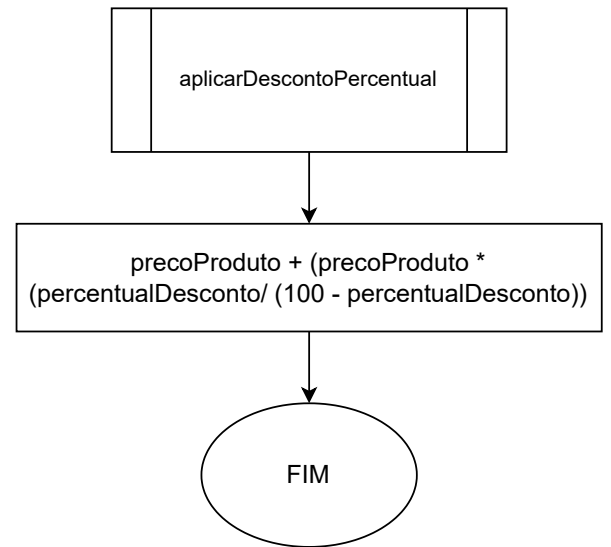 aplicarDescontoPercentual
precoProduto + (precoProduto *
(percentualDesconto/ (100 - percentualDesconto))
FIM